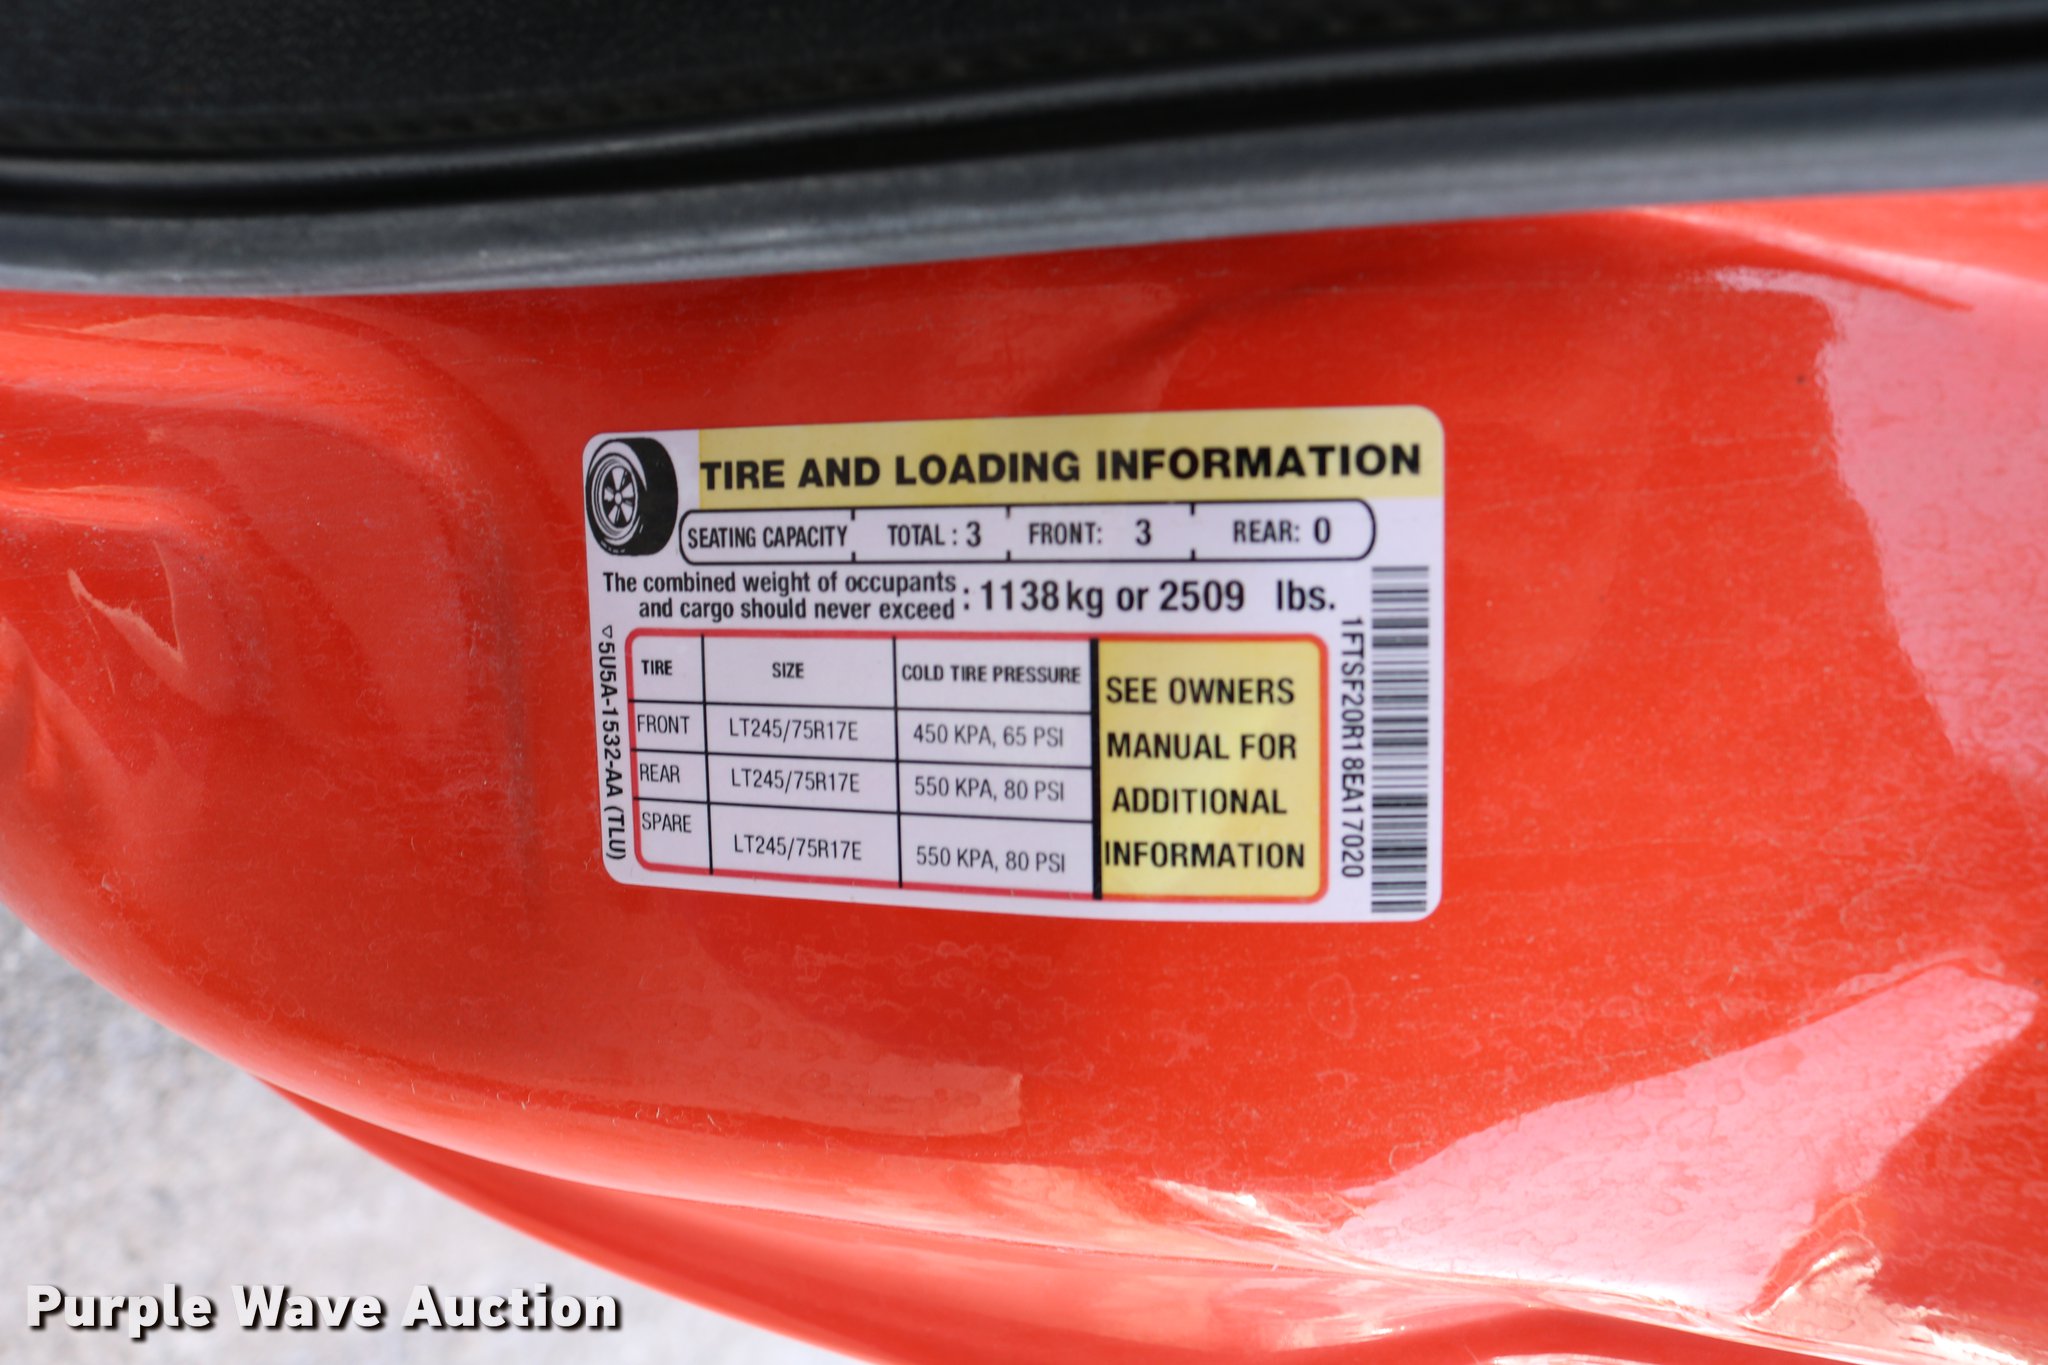 TIRE AND LOADING INFORMATION
SEATING CAPACITY TOTAL : 3 FRONT: 3 REAR: 0
The combined weight of occupants
and cargo should never exceed : 1138 kg or 2509 lbs.
TIRE SIZE COLD TIRE PRESSURE
FRONT LT245/75R17E 450 KPA, 65 PSI
REAR LT245/75R17E 550 KPA, 80 PSI
SPARE LT245/75R17E 550 KPA, 80 PSI
SEE OWNERS
MANUAL FOR
ADDITIONAL
INFORMATION
5U5A-1532-AA (TLU)
1FTSF20R18EA17020
Purple Wave Auction